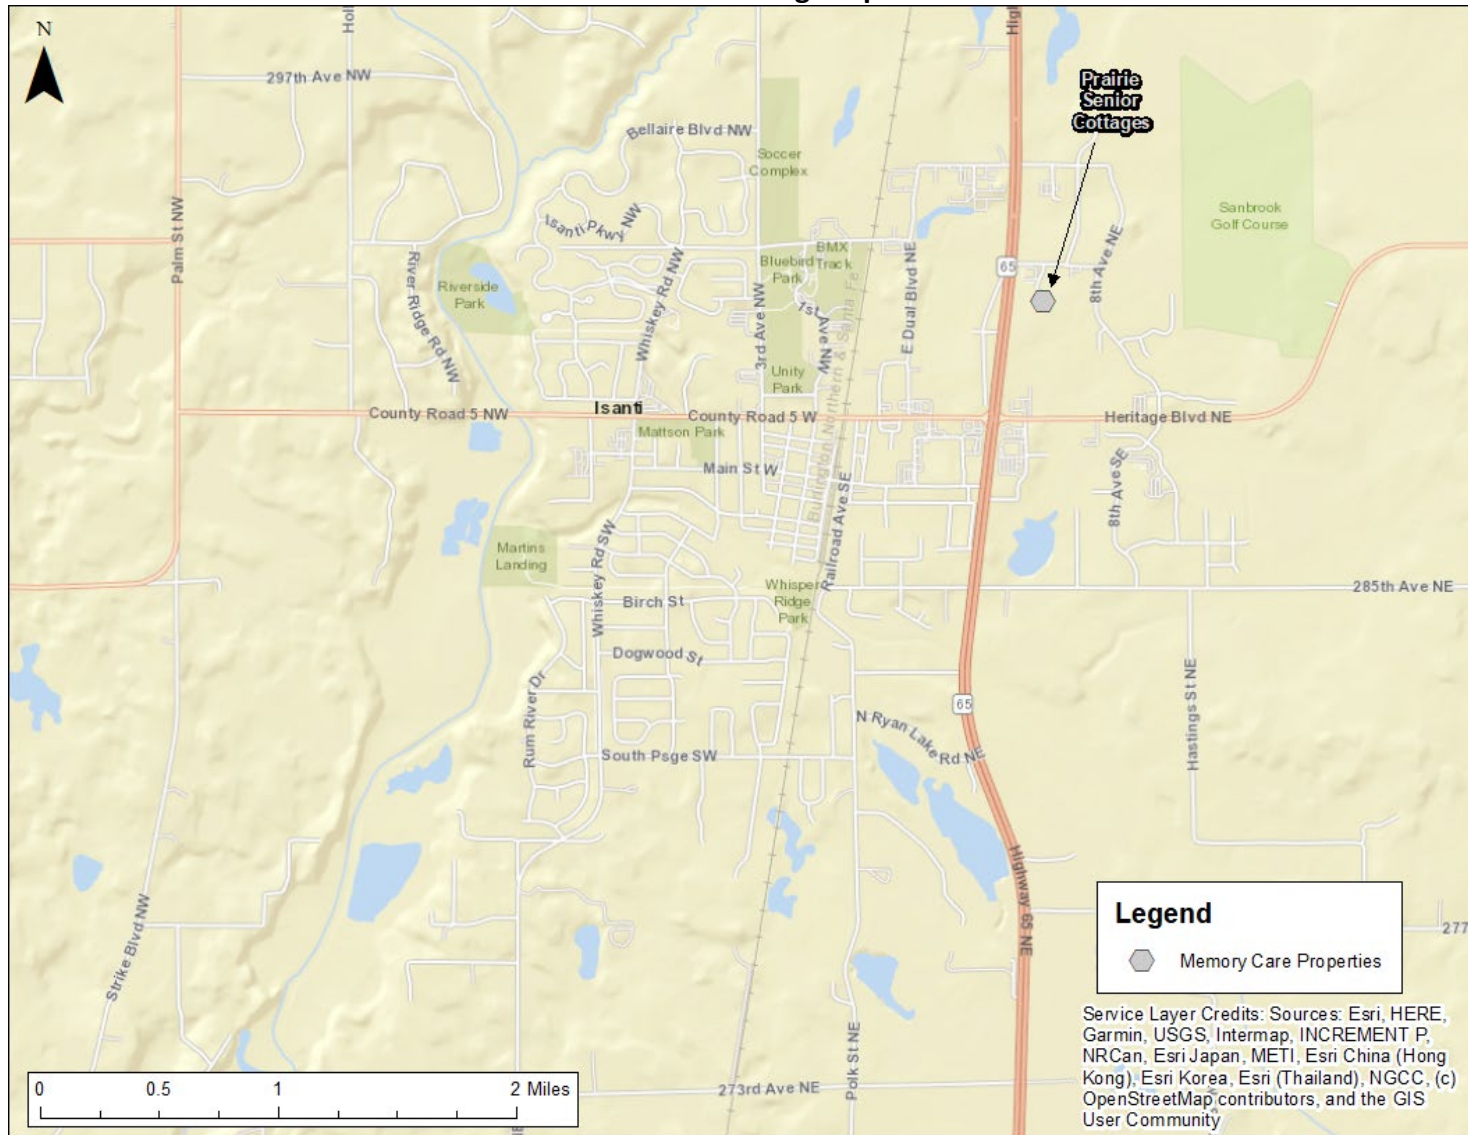 N
297th Ave NW
Prairie
Senior
Cottages
Bellaire Blvd NW
Soccer
Complex
Palm St NW
Isanti Pkwy NW
Sanbrook
Golf Course
BMX
Track
Bluebird
Park
Riverside
Park
River Ridge Rd NW
Whiskey Rd NW
3rd Ave NW
1st Ave NW
E Dual Blvd NE
65
8th Ave NE
Unity
Park
Burlington Northern & Santa Fe
County Road 5 NW
Isanti
County Road 5 W
Heritage Blvd NE
Mattson Park
Main St W
8th Ave SE
Railroad Ave SE
Whiskey Rd SW
Martins
Landing
Whisper
Ridge
Park
285th Ave NE
Birch St
Dogwood St
Rum River Dr
65
Hastings St NE
N Ryan Lake Rd NE
South Psge SW
Highway 65 NE
Strike Blvd NW
277
Polk St NE
273rd Ave NE
Legend
Memory Care Properties
Service Layer Credits: Sources: Esri, HERE,
Garmin, USGS, Intermap, INCREMENT P,
NRCan, Esri Japan, METI, Esri China (Hong
Kong), Esri Korea, Esri (Thailand), NGCC, (c)
OpenStreetMap contributors, and the GIS
User Community
0 0.5 1 2 Miles